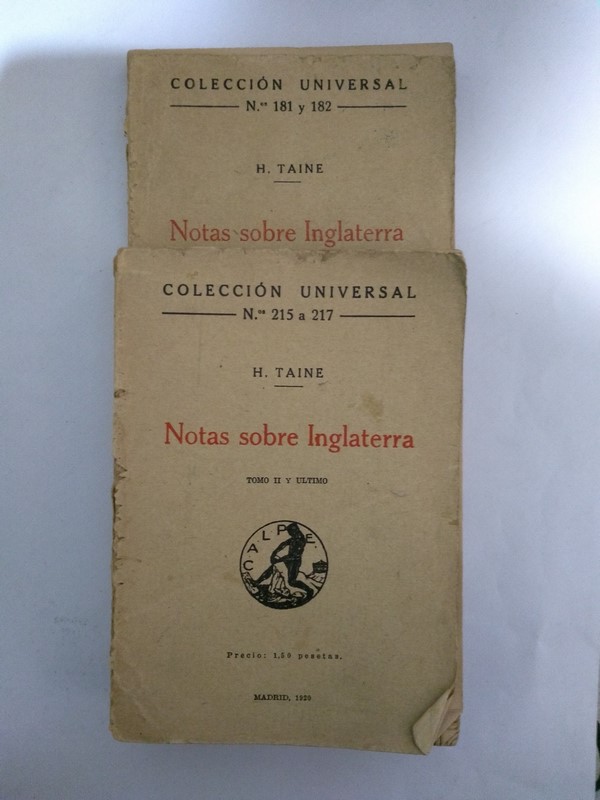 COLECCIÓN UNIVERSAL
N.os 181 y 182
H. TAINE
Notas sobre Inglaterra
COLECCIÓN UNIVERSAL
N.os 215 a 217
H. TAINE
Notas sobre Inglaterra
TOMO II Y ULTIMO
CALPE
Precio: 1,50 pesetas.
MADRID, 1920